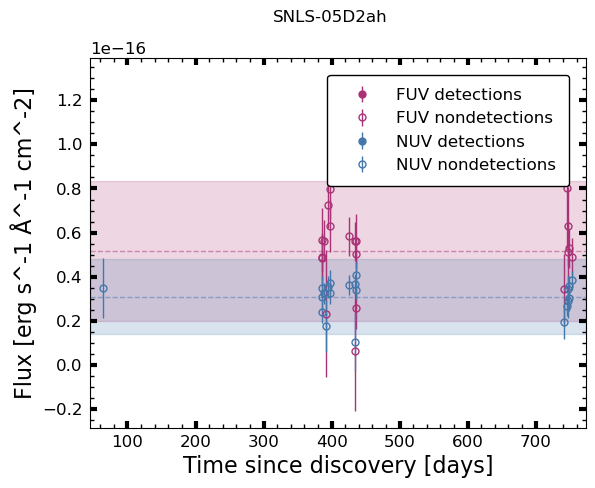 SNLS-05D2ah
1e−16
FUV detections
FUV nondetections
NUV detections
NUV nondetections
1.2
1.0
0.8
0.6
0.4
0.2
0.0
−0.2
Flux [erg s^-1 Å^-1 cm^-2]
100 200 300 400 500 600 700
Time since discovery [days]